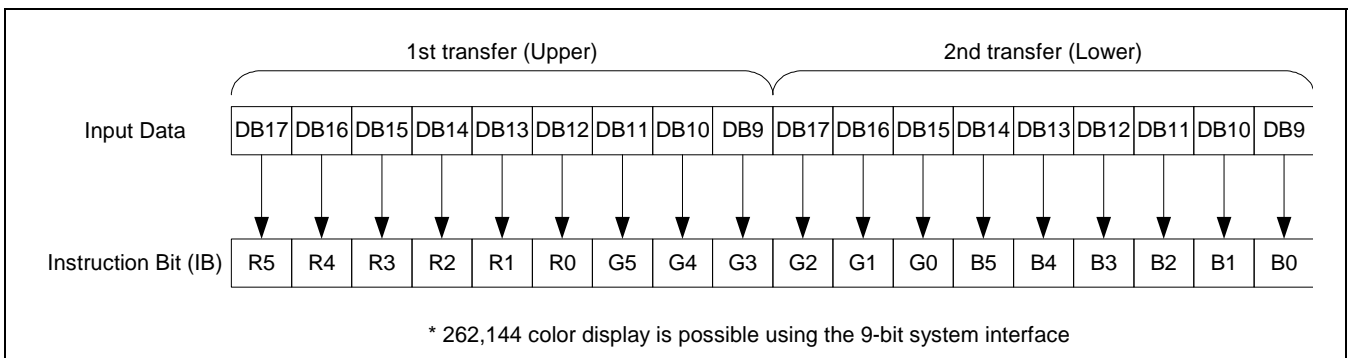 1st transfer (Upper) 2nd transfer (Lower)
Input Data DB17 DB16 DB15 DB14 DB13 DB12 DB11 DB10 DB9 DB17 DB16 DB15 DB14 DB13 DB12 DB11 DB10 DB9
Instruction Bit (IB) R5 R4 R3 R2 R1 R0 G5 G4 G3 G2 G1 G0 B5 B4 B3 B2 B1 B0
* 262,144 color display is possible using the 9-bit system interface